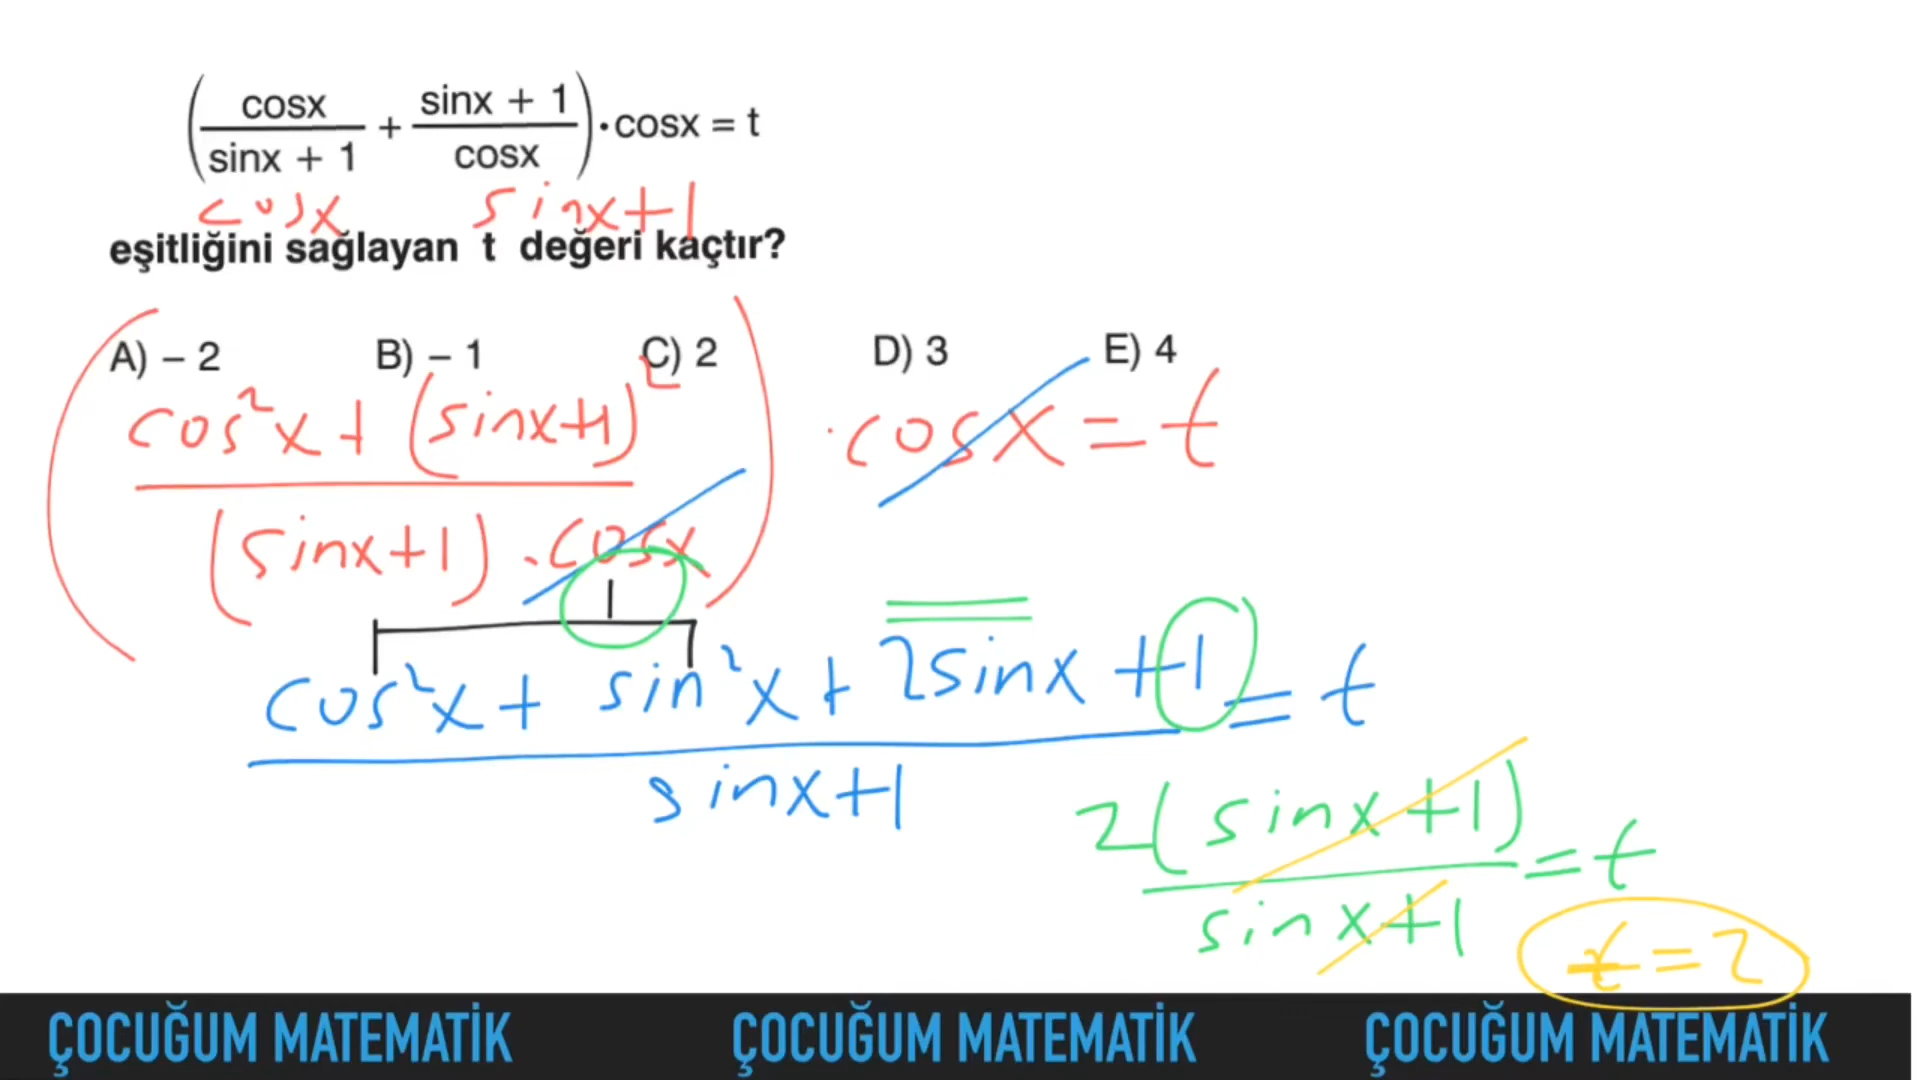 (cosx/(sinx + 1) + (sinx + 1)/cosx)·cosx = t
cosx sinx+1
eşitliğini sağlayan t değeri kaçtır?
A) – 2 B) – 1 C) 2 D) 3 E) 4
(cos²x+(sinx+1)²/(sinx+1).cosx) .cosx=t
1
cos²x+ sin²x+ 2sinx +1 = t
sinx+1
2(sinx+1) = t
sinx+1
t=2
ÇOCUĞUM MATEMATİK ÇOCUĞUM MATEMATİK ÇOCUĞUM MATEMATİK